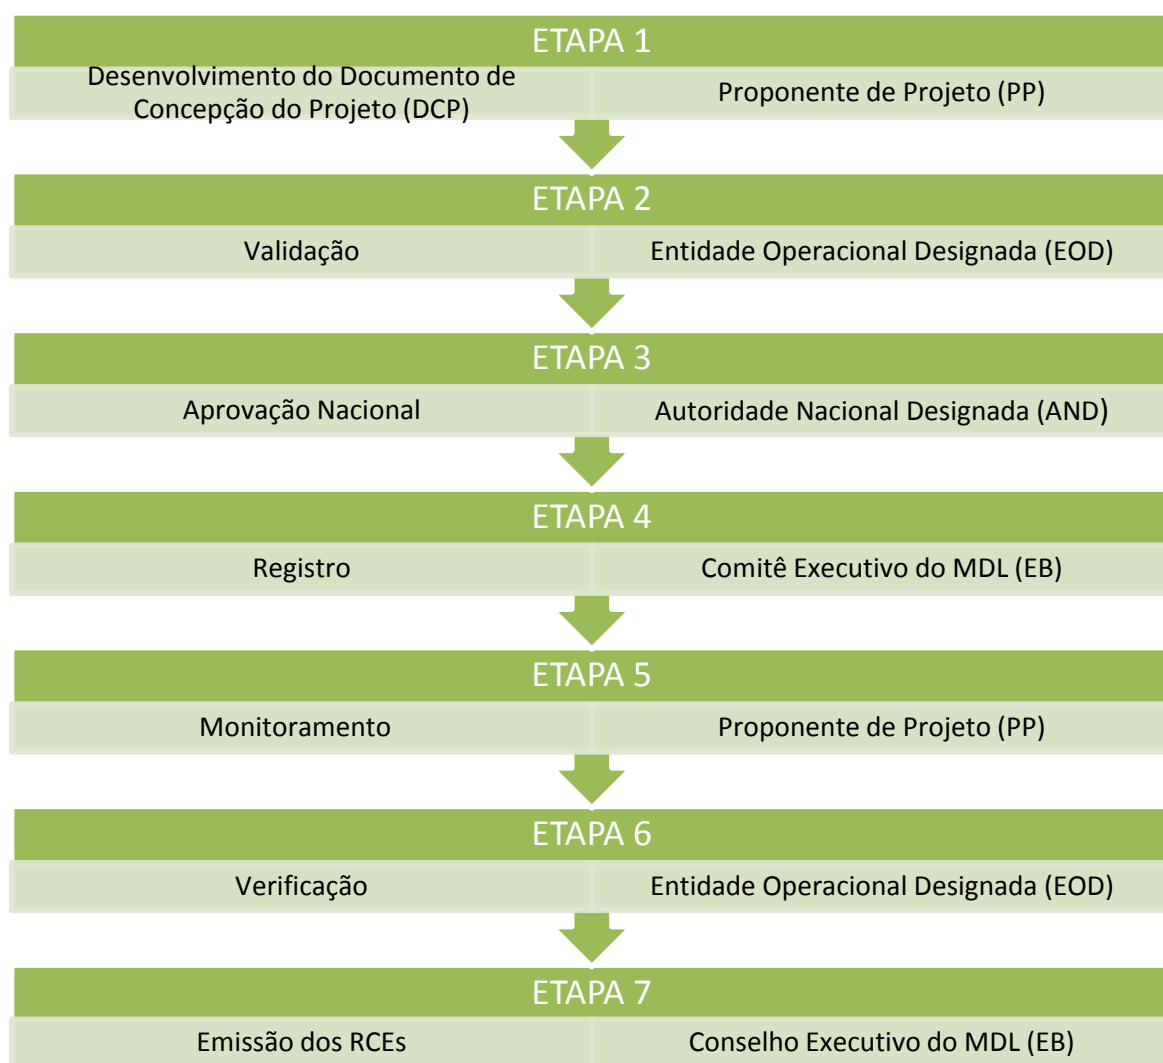 ETAPA 1
Desenvolvimento do Documento de
Concepção do Projeto (DCP)
Proponente de Projeto (PP)
ETAPA 2
Validação
Entidade Operacional Designada (EOD)
ETAPA 3
Aprovação Nacional
Autoridade Nacional Designada (AND)
ETAPA 4
Registro
Comitê Executivo do MDL (EB)
ETAPA 5
Monitoramento
Proponente de Projeto (PP)
ETAPA 6
Verificação
Entidade Operacional Designada (EOD)
ETAPA 7
Emissão dos RCEs
Conselho Executivo do MDL (EB)